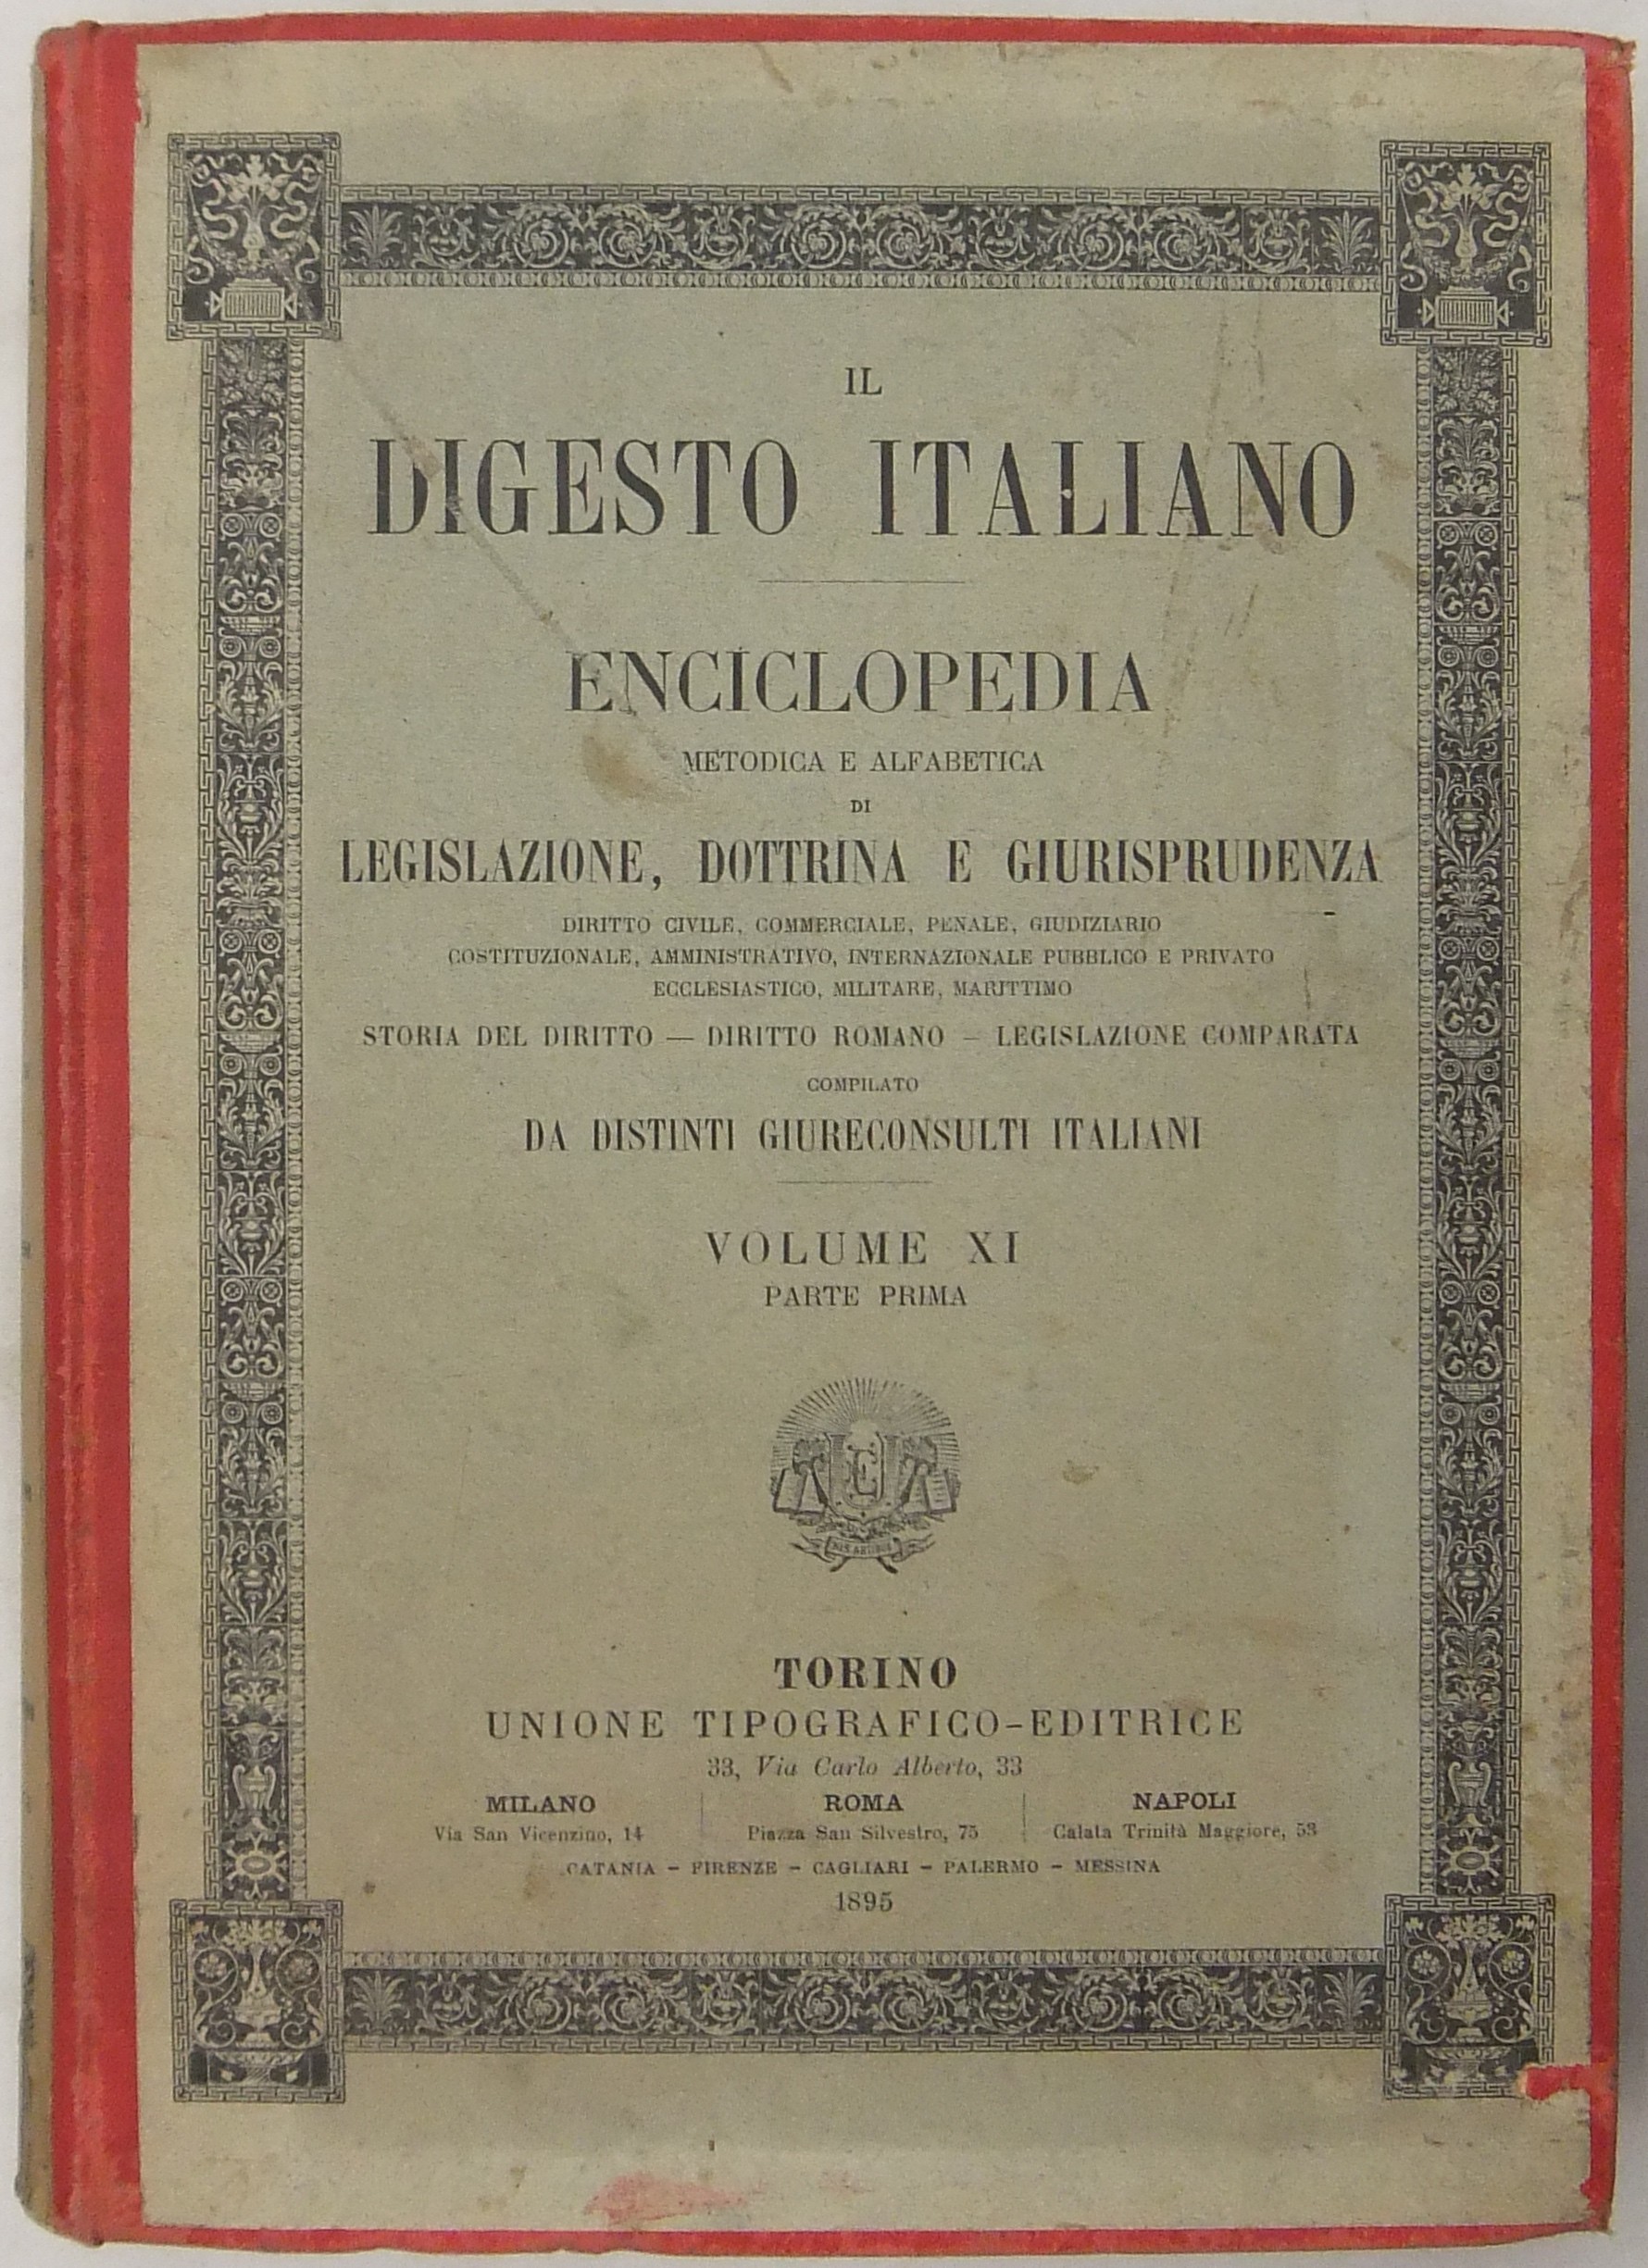 IL
DIGESTO ITALIANO
ENCICLOPEDIA
METODICA E ALFABETICA
DI
LEGISLAZIONE, DOTTRINA E GIURISPRUDENZA
DIRITTO CIVILE, COMMERCIALE, PENALE, GIUDIZIARIO
COSTITUZIONALE, AMMINISTRATIVO, INTERNAZIONALE PUBBLICO E PRIVATO
ECCLESIASTICO, MILITARE, MARITTIMO
STORIA DEL DIRITTO — DIRITTO ROMANO — LEGISLAZIONE COMPARATA
COMPILATO
DA DISTINTI GIURECONSULTI ITALIANI
VOLUME XI
PARTE PRIMA
TORINO
UNIONE TIPOGRAFICO-EDITRICE
33, Via Carlo Alberto, 33
MILANO ROMA NAPOLI
Via San Vicenzino, 14 Piazza San Silvestro, 75 Calata Trinità Maggiore, 53
CATANIA - FIRENZE - CAGLIARI - PALERMO - MESSINA
1895